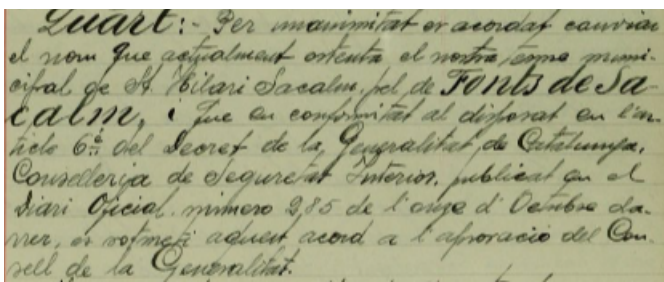 Quart:- Per unanimitat es acordat canviar
el nom que actualment ostenta el nostre terme muni-
cipal de St. Hilari Sacalm, pel de Fonts de Sa-
calm, i que en conformitat al disposat en l'ar-
ticle 6è del Decret de la Generalitat de Catalunya,
Conselleria de Seguretat Interior, publicat en el
Diari Oficial número 285 de l'onze d'Octubre da-
rrer, es sotmeti aquest acord a l'aprovació del Con-
sell de la Generalitat.